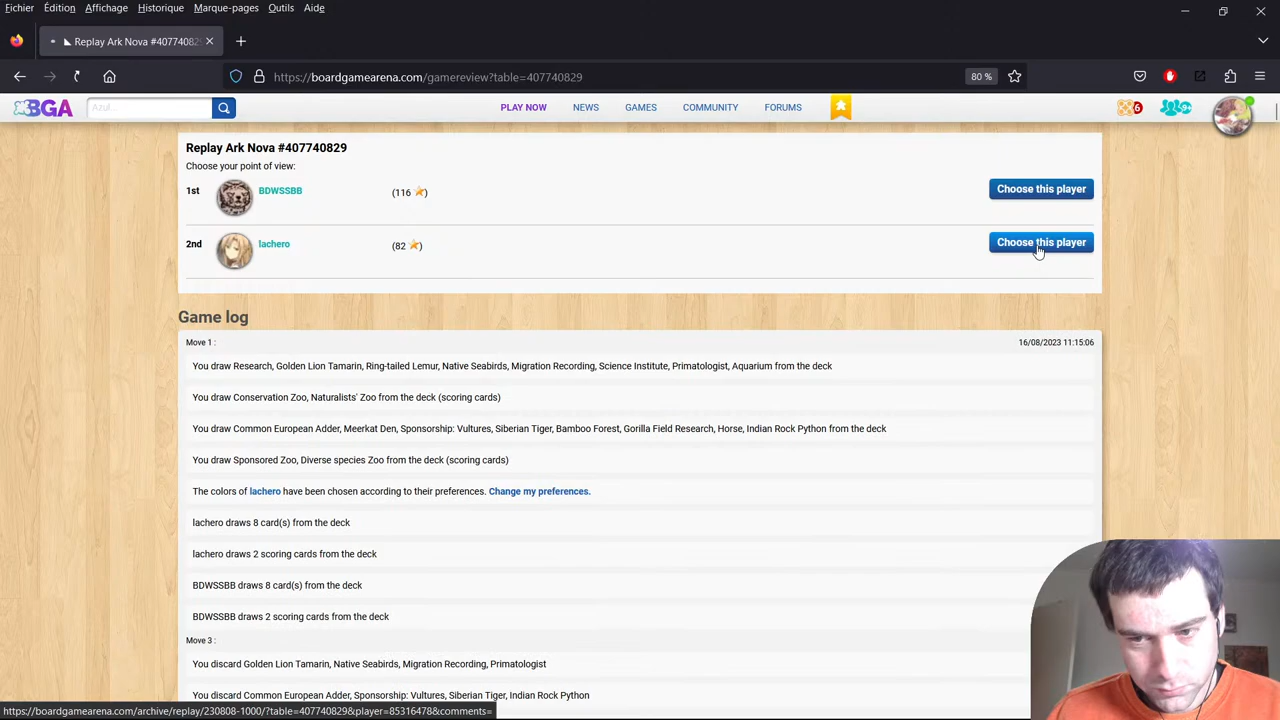 Fichier Édition Affichage Historique Marque-pages Outils Aide
Replay Ark Nova #40774082
https://boardgamearena.com/gamereview?table=407740829
80 %
BGA
Azul...
PLAY NOW NEWS GAMES COMMUNITY FORUMS
6
9+
Replay Ark Nova #407740829
Choose your point of view:
1st BDWSSBB (116 ) Choose this player
2nd lachero (82 ) Choose this player
Game log
Move 1 : 16/08/2023 11:15:06
You draw Research, Golden Lion Tamarin, Ring-tailed Lemur, Native Seabirds, Migration Recording, Science Institute, Primatologist, Aquarium from the deck
You draw Conservation Zoo, Naturalists' Zoo from the deck (scoring cards)
You draw Common European Adder, Meerkat Den, Sponsorship: Vultures, Siberian Tiger, Bamboo Forest, Gorilla Field Research, Horse, Indian Rock Python from the deck
You draw Sponsored Zoo, Diverse species Zoo from the deck (scoring cards)
The colors of lachero have been chosen according to their preferences. Change my preferences.
lachero draws 8 card(s) from the deck
lachero draws 2 scoring cards from the deck
BDWSSBB draws 8 card(s) from the deck
BDWSSBB draws 2 scoring cards from the deck
Move 3 :
You discard Golden Lion Tamarin, Native Seabirds, Migration Recording, Primatologist
You discard Common European Adder, Sponsorship: Vultures, Siberian Tiger, Indian Rock Python
https://boardgamearena.com/archive/replay/230808-1000/?table=407740829&player=85316478&comments=